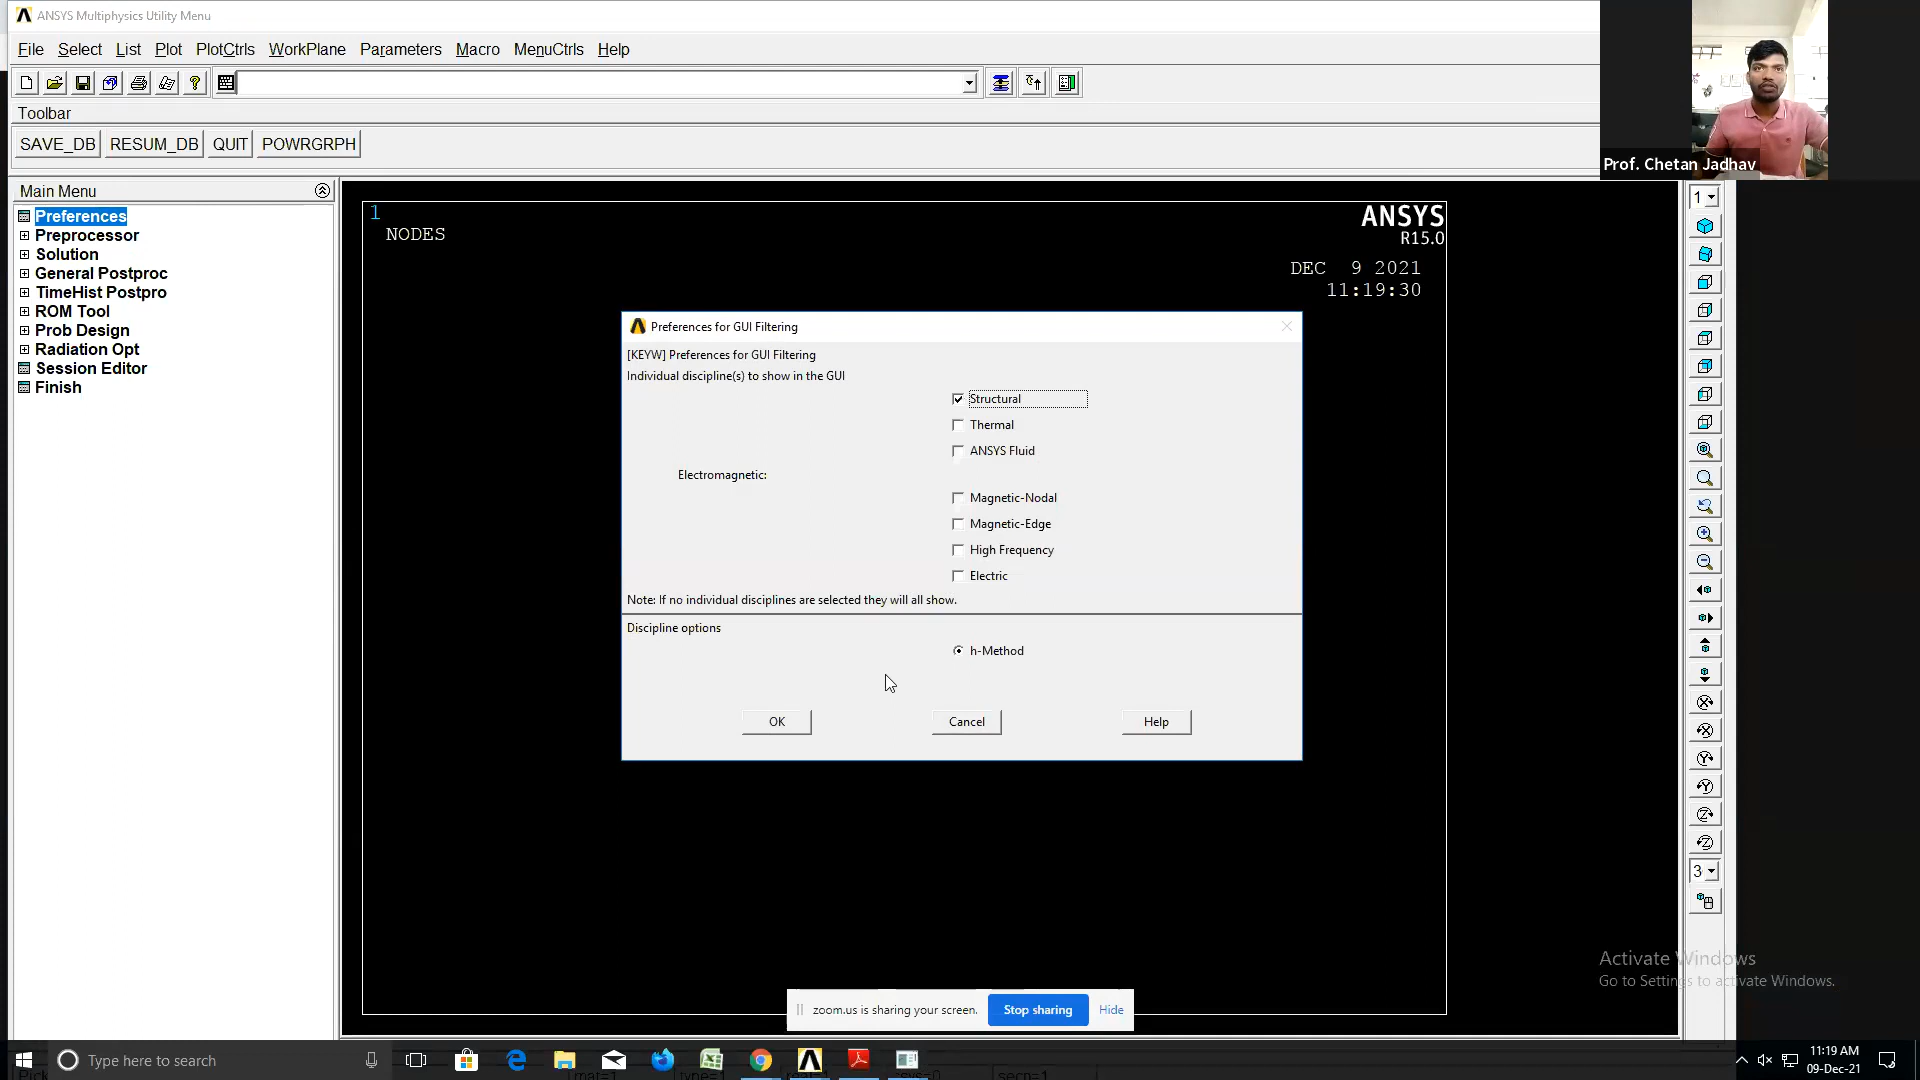 ANSYS Multiphysics Utility Menu
File Select List Plot PlotCtrls WorkPlane Parameters Macro MenuCtrls Help
Toolbar
SAVE_DB RESUM_DB QUIT POWRGRPH
Prof. Chetan Jadhav
Main Menu
Preferences
Preprocessor
Solution
General Postproc
TimeHist Postpro
ROM Tool
Prob Design
Radiation Opt
Session Editor
Finish
1
NODES
ANSYS
R15.0
DEC 9 2021
11:19:30
Preferences for GUI Filtering
[KEYW] Preferences for GUI Filtering
Individual discipline(s) to show in the GUI
Structural
Thermal
ANSYS Fluid
Electromagnetic:
Magnetic-Nodal
Magnetic-Edge
High Frequency
Electric
Note: If no individual disciplines are selected they will all show.
Discipline options
h-Method
OK Cancel Help
1
3
Activate Windows
Go to Settings to activate Windows.
zoom.us is sharing your screen. Stop sharing Hide
Type here to search
11:19 AM
09-Dec-21